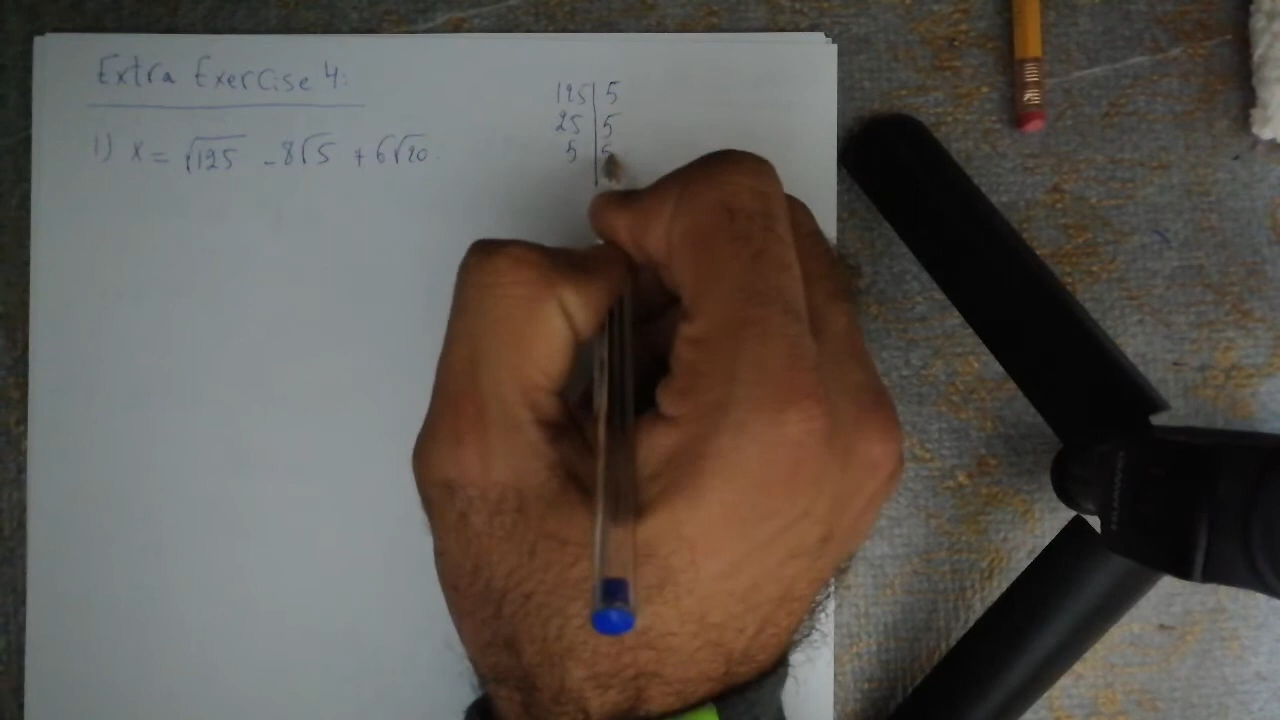 Extra Exercise 4:
1) x = √125 - 8√5 + 6√20.
125 | 5
25 | 5
5 | 5